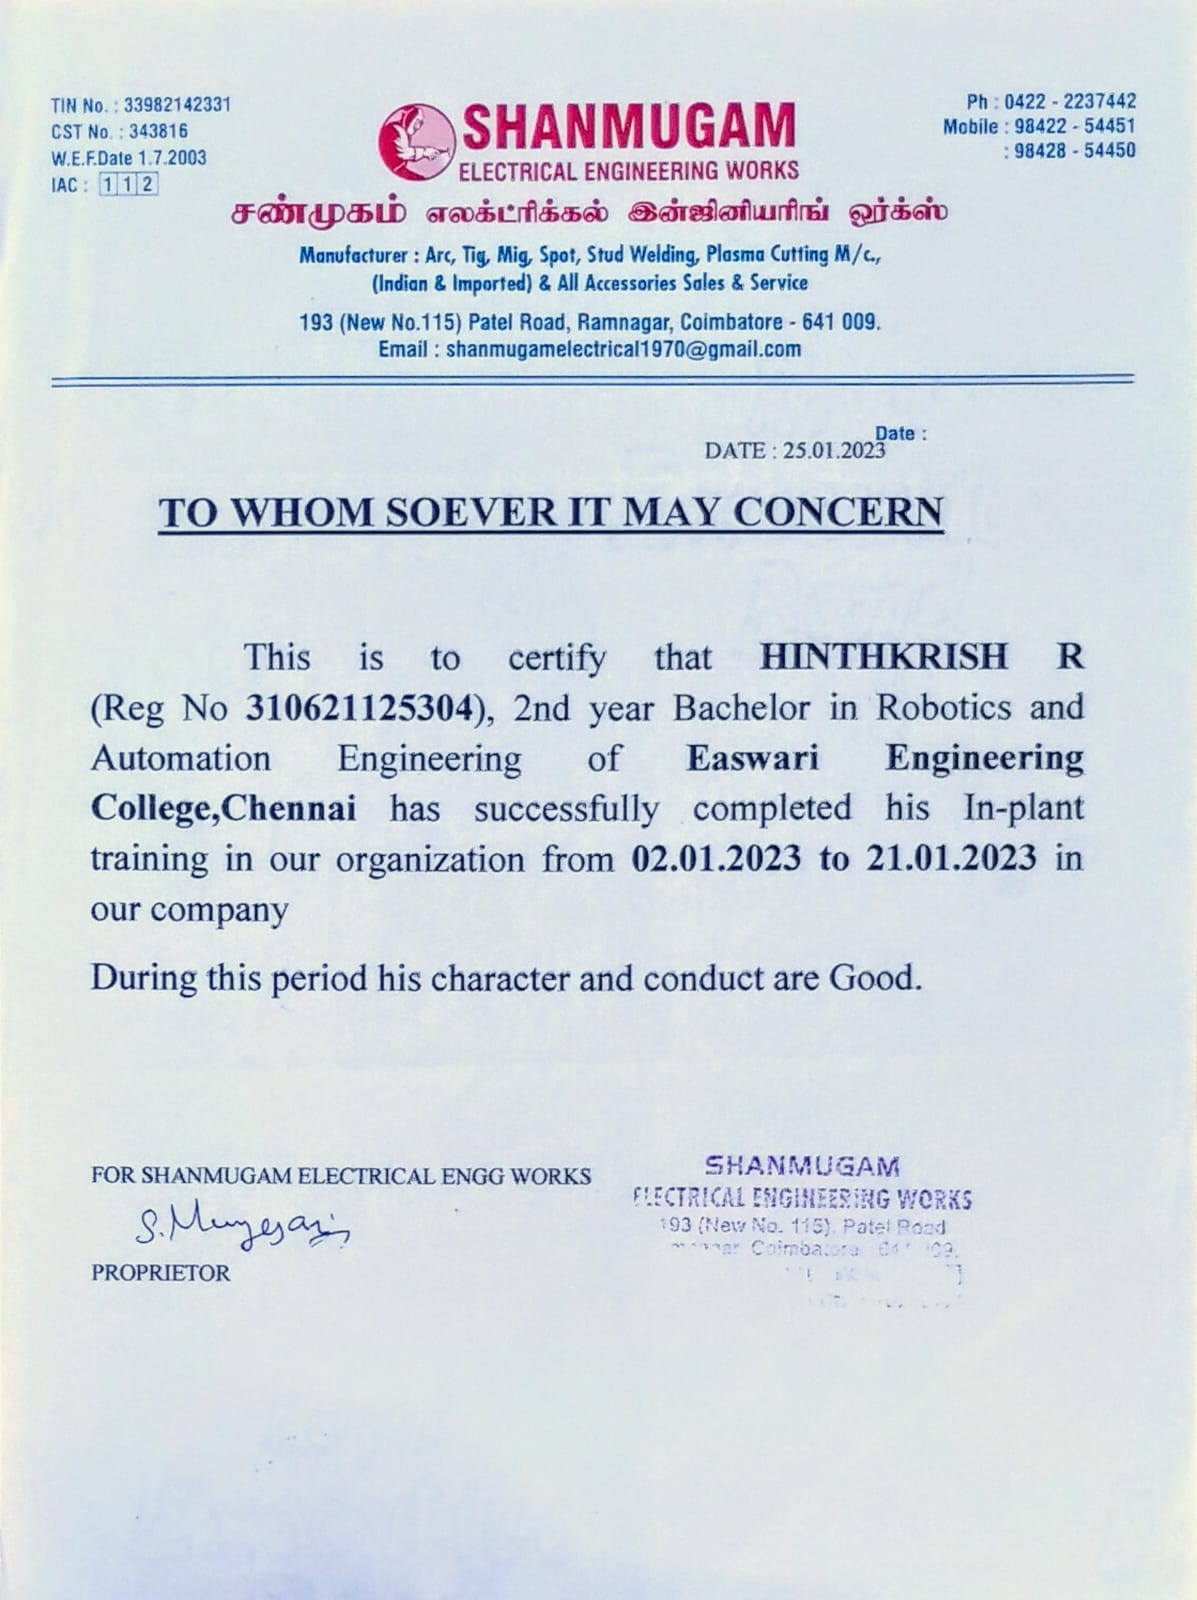 TIN No. : 33982142331
CST No. : 343816
W.E.F.Date 1.7.2003
IAC : 1 1 2
Ph : 0422 - 2237442
Mobile : 98422 - 54451
: 98428 - 54450
SHANMUGAM
ELECTRICAL ENGINEERING WORKS
சண்முகம் எலக்ட்ரிக்கல் இன்ஜினியரிங் ஒர்க்ஸ்
Manufacturer : Arc, Tig, Mig, Spot, Stud Welding, Plasma Cutting M/c.,
(Indian & Imported) & All Accessories Sales & Service
193 (New No.115) Patel Road, Ramnagar, Coimbatore - 641 009.
Email : shanmugamelectrical1970@gmail.com
Date :
DATE : 25.01.2023
TO WHOM SOEVER IT MAY CONCERN
This is to certify that HINTHKRISH R
(Reg No 310621125304), 2nd year Bachelor in Robotics and
Automation Engineering of Easwari Engineering
College,Chennai has successfully completed his In-plant
training in our organization from 02.01.2023 to 21.01.2023 in
our company
During this period his character and conduct are Good.
FOR SHANMUGAM ELECTRICAL ENGG WORKS
PROPRIETOR
SHANMUGAM
ELECTRICAL ENGINEERING WORKS
193 (New No. 115), Patel Road
Coimbatore